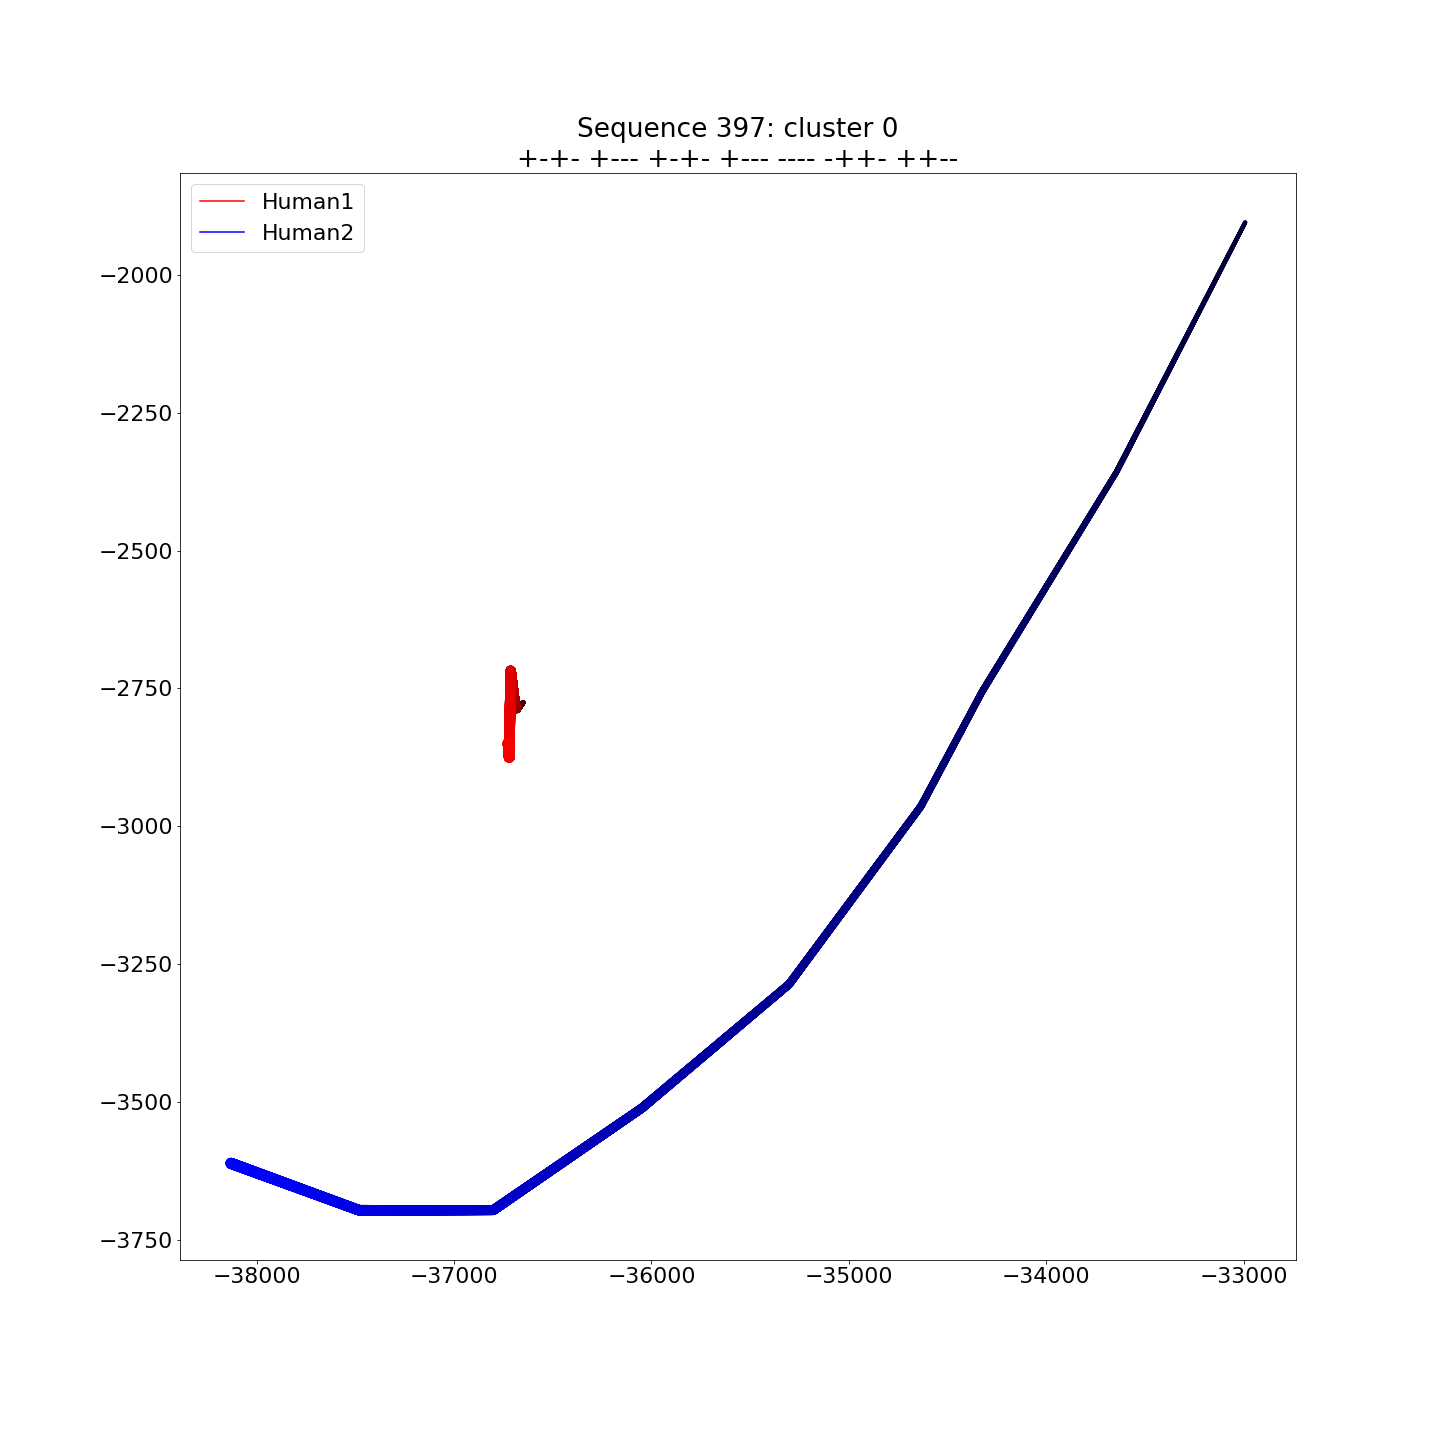 Sequence 397: cluster 0
+-+- +--- +-+- +--- ---- -++- ++--
Human1
Human2
−2000
−2250
−2500
−2750
−3000
−3250
−3500
−3750
−38000 −37000 −36000 −35000 −34000 −33000